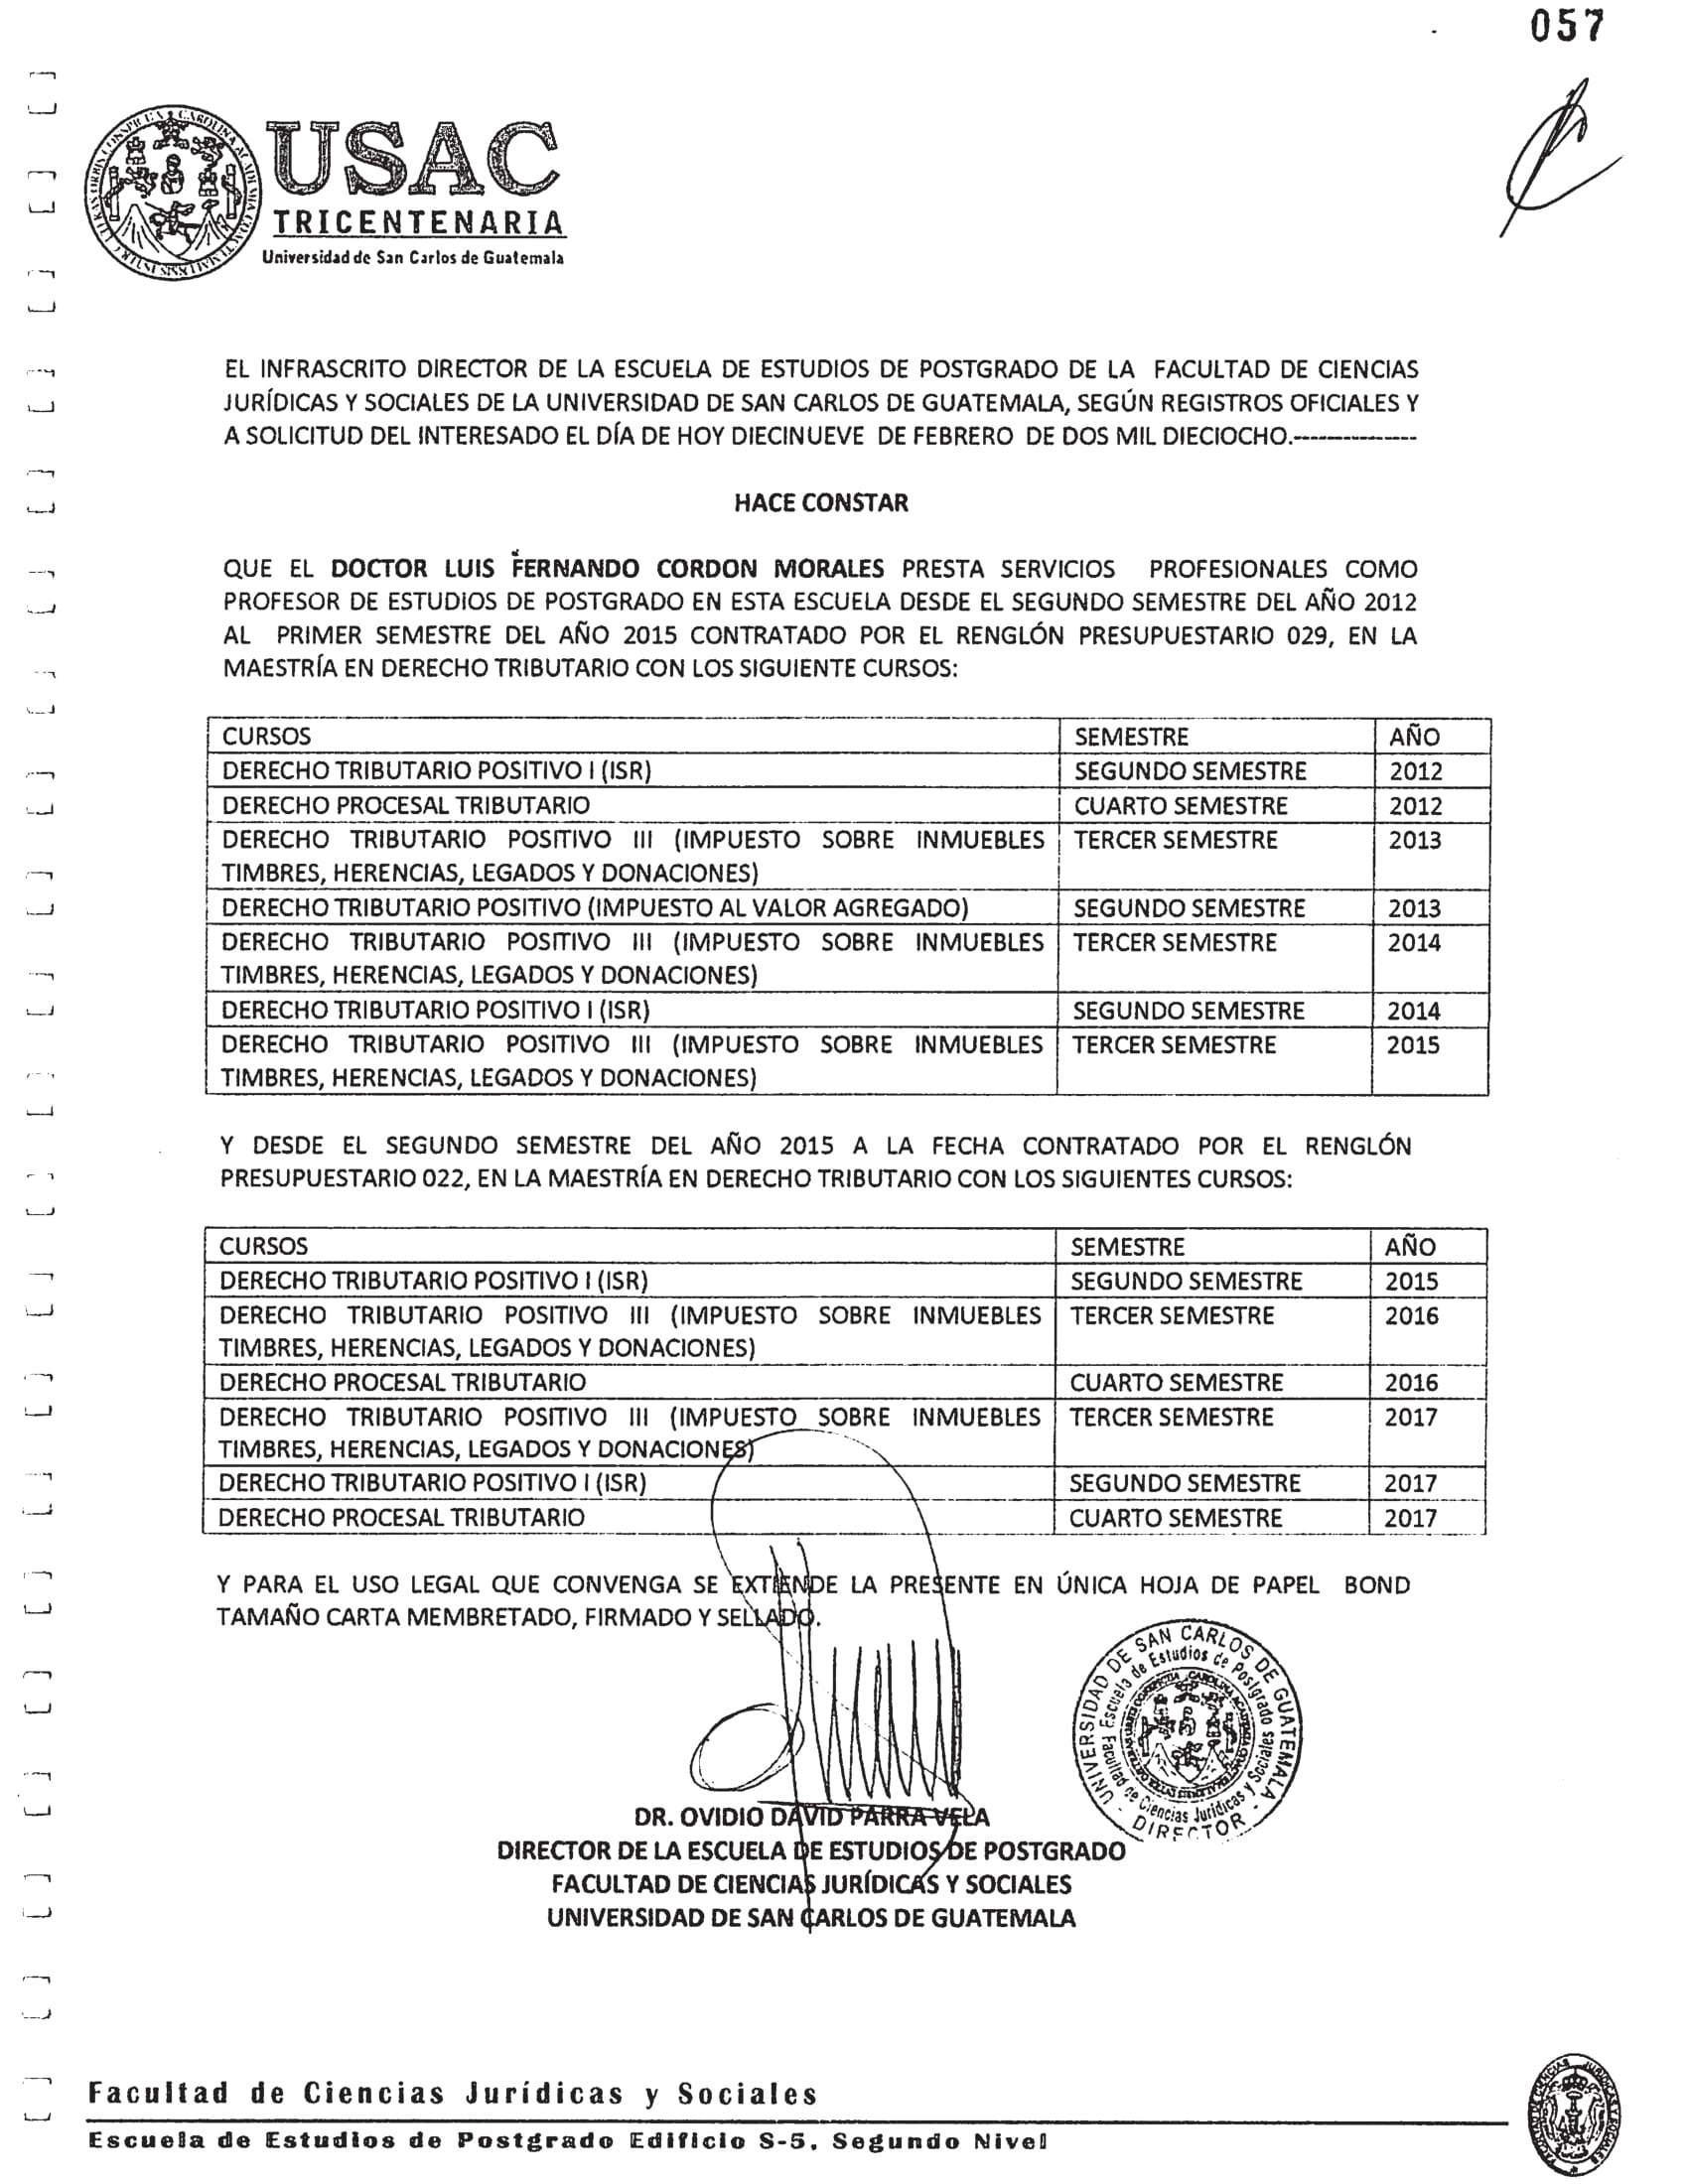 057
USAC
TRICENTENARIA
Universidad de San Carlos de Guatemala
EL INFRASCRITO DIRECTOR DE LA ESCUELA DE ESTUDIOS DE POSTGRADO DE LA FACULTAD DE CIENCIAS
JURÍDICAS Y SOCIALES DE LA UNIVERSIDAD DE SAN CARLOS DE GUATEMALA, SEGÚN REGISTROS OFICIALES Y
A SOLICITUD DEL INTERESADO EL DÍA DE HOY DIECINUEVE DE FEBRERO DE DOS MIL DIECIOCHO.--------------
HACE CONSTAR
QUE EL DOCTOR LUIS FERNANDO CORDON MORALES PRESTA SERVICIOS PROFESIONALES COMO
PROFESOR DE ESTUDIOS DE POSTGRADO EN ESTA ESCUELA DESDE EL SEGUNDO SEMESTRE DEL AÑO 2012
AL PRIMER SEMESTRE DEL AÑO 2015 CONTRATADO POR EL RENGLÓN PRESUPUESTARIO 029, EN LA
MAESTRÍA EN DERECHO TRIBUTARIO CON LOS SIGUIENTE CURSOS:
CURSOS SEMESTRE AÑO
DERECHO TRIBUTARIO POSITIVO I (ISR) SEGUNDO SEMESTRE 2012
DERECHO PROCESAL TRIBUTARIO CUARTO SEMESTRE 2012
DERECHO TRIBUTARIO POSITIVO III (IMPUESTO SOBRE INMUEBLES TERCER SEMESTRE 2013
TIMBRES, HERENCIAS, LEGADOS Y DONACIONES)
DERECHO TRIBUTARIO POSITIVO (IMPUESTO AL VALOR AGREGADO) SEGUNDO SEMESTRE 2013
DERECHO TRIBUTARIO POSITIVO III (IMPUESTO SOBRE INMUEBLES TERCER SEMESTRE 2014
TIMBRES, HERENCIAS, LEGADOS Y DONACIONES)
DERECHO TRIBUTARIO POSITIVO I (ISR) SEGUNDO SEMESTRE 2014
DERECHO TRIBUTARIO POSITIVO III (IMPUESTO SOBRE INMUEBLES TERCER SEMESTRE 2015
TIMBRES, HERENCIAS, LEGADOS Y DONACIONES)
Y DESDE EL SEGUNDO SEMESTRE DEL AÑO 2015 A LA FECHA CONTRATADO POR EL RENGLÓN
PRESUPUESTARIO 022, EN LA MAESTRÍA EN DERECHO TRIBUTARIO CON LOS SIGUIENTES CURSOS:
CURSOS SEMESTRE AÑO
DERECHO TRIBUTARIO POSITIVO I (ISR) SEGUNDO SEMESTRE 2015
DERECHO TRIBUTARIO POSITIVO III (IMPUESTO SOBRE INMUEBLES TERCER SEMESTRE 2016
TIMBRES, HERENCIAS, LEGADOS Y DONACIONES)
DERECHO PROCESAL TRIBUTARIO CUARTO SEMESTRE 2016
DERECHO TRIBUTARIO POSITIVO III (IMPUESTO SOBRE INMUEBLES TERCER SEMESTRE 2017
TIMBRES, HERENCIAS, LEGADOS Y DONACIONES)
DERECHO TRIBUTARIO POSITIVO I (ISR) SEGUNDO SEMESTRE 2017
DERECHO PROCESAL TRIBUTARIO CUARTO SEMESTRE 2017
Y PARA EL USO LEGAL QUE CONVENGA SE EXTIENDE LA PRESENTE EN ÚNICA HOJA DE PAPEL BOND
TAMAÑO CARTA MEMBRETADO, FIRMADO Y SELLADO.
UNIVERSIDAD DE SAN CARLOS DE GUATEMALA
Escuela de Estudios de Postgrado
Facultad de Ciencias Jurídicas y Sociales
- DIRECTOR -
DR. OVIDIO DAVID PARRA VELA
DIRECTOR DE LA ESCUELA DE ESTUDIOS DE POSTGRADO
FACULTAD DE CIENCIAS JURÍDICAS Y SOCIALES
UNIVERSIDAD DE SAN CARLOS DE GUATEMALA
Facultad de Ciencias Jurídicas y Sociales
Escuela de Estudios de Postgrado Edificio S-5, Segundo Nivel